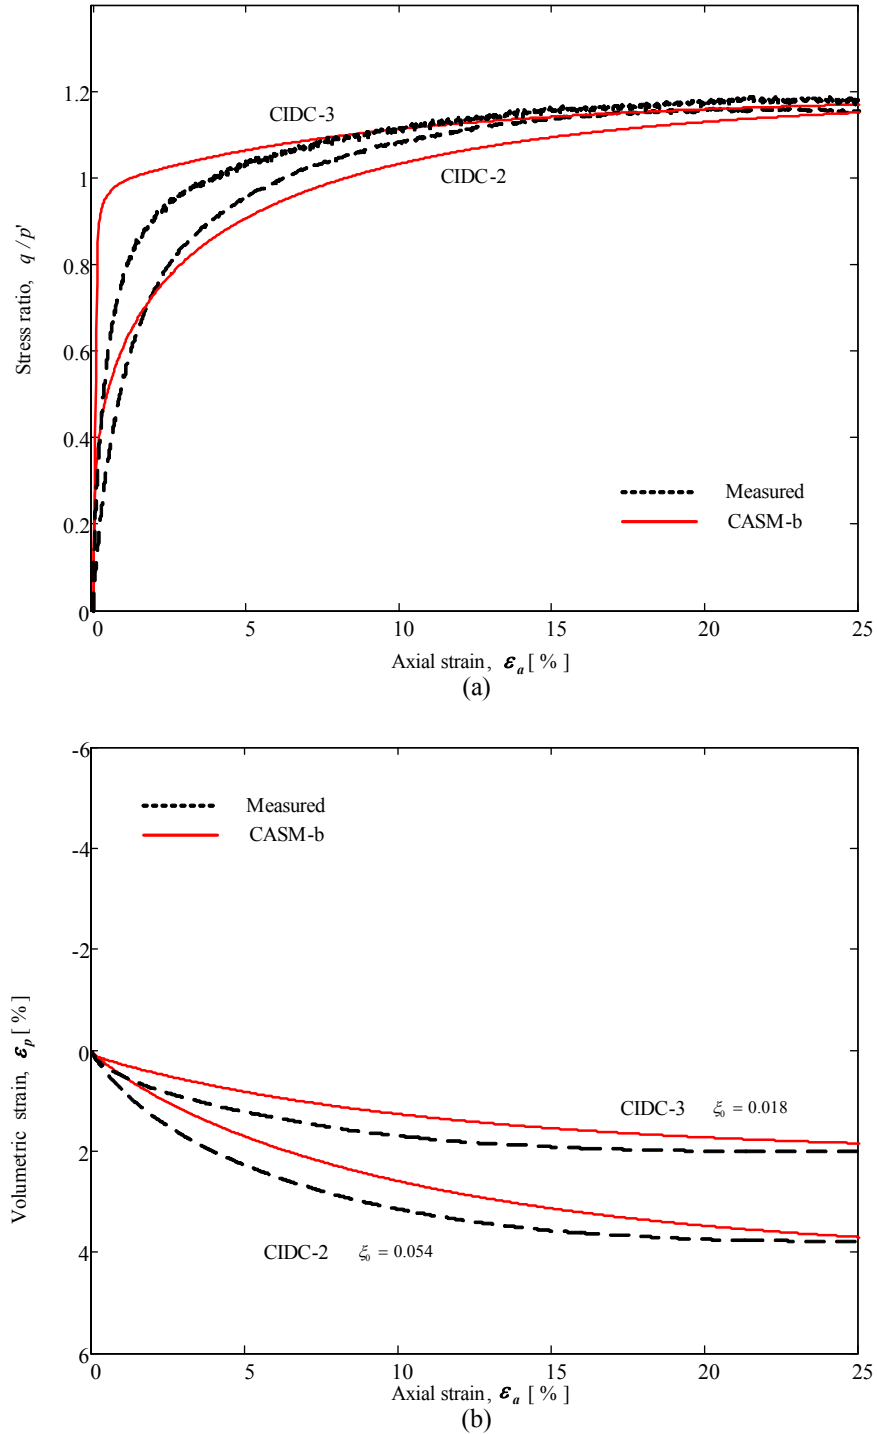 1.2
CIDC-3
1
CIDC-2
0.8
Stress ratio, q / p'
0.6
0.4
Measured
CASM-b
0.2
0
0 5 10 15 20 25
Axial strain, ε_a [ % ]
(a)
-6
Measured
CASM-b
-4
-2
Volumetric strain, ε_p [ % ]
0
CIDC-3 ξ₀ = 0.018
2
CIDC-2 ξ₀ = 0.054
4
6
0 5 10 15 20 25
Axial strain, ε_a [ % ]
(b)